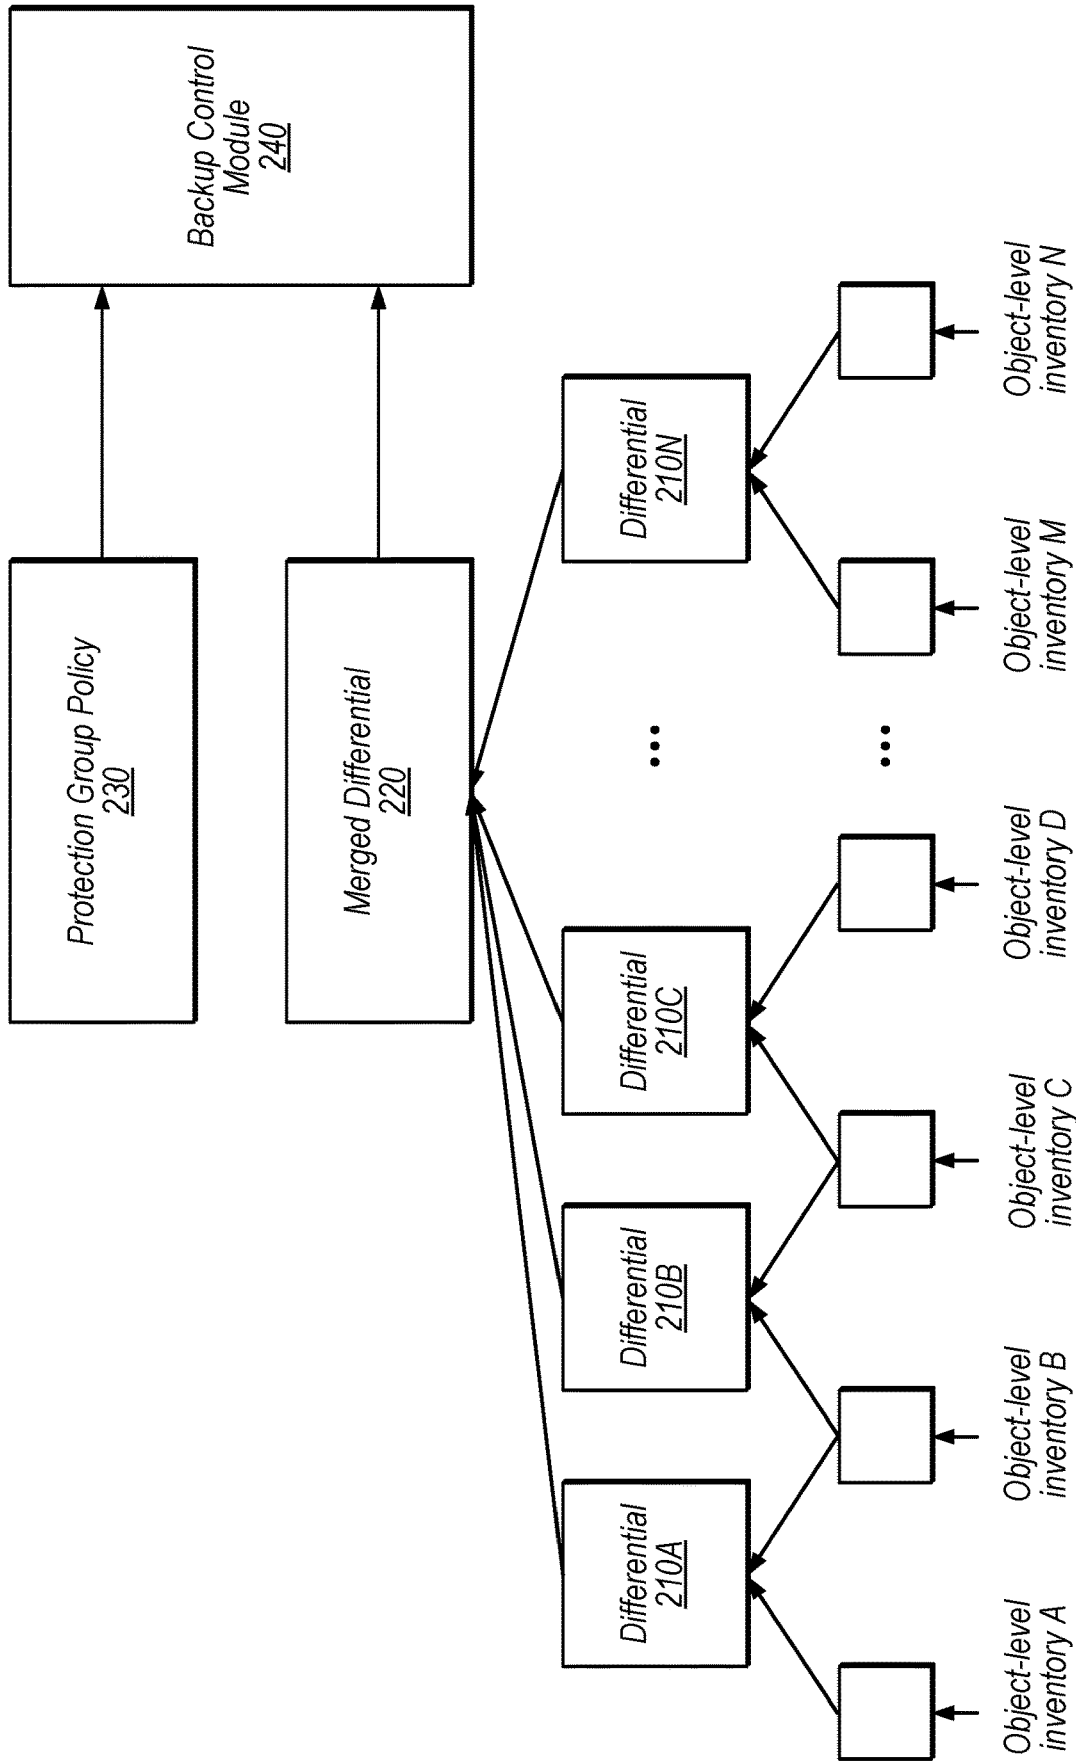 Protection Group Policy
230
Backup Control
Module
240
Merged Differential
220
Differential
210A
Differential
210B
Differential
210C
...
Differential
210N
...
Object-level
inventory A
Object-level
inventory B
Object-level
inventory C
Object-level
inventory D
Object-level
inventory M
Object-level
inventory N